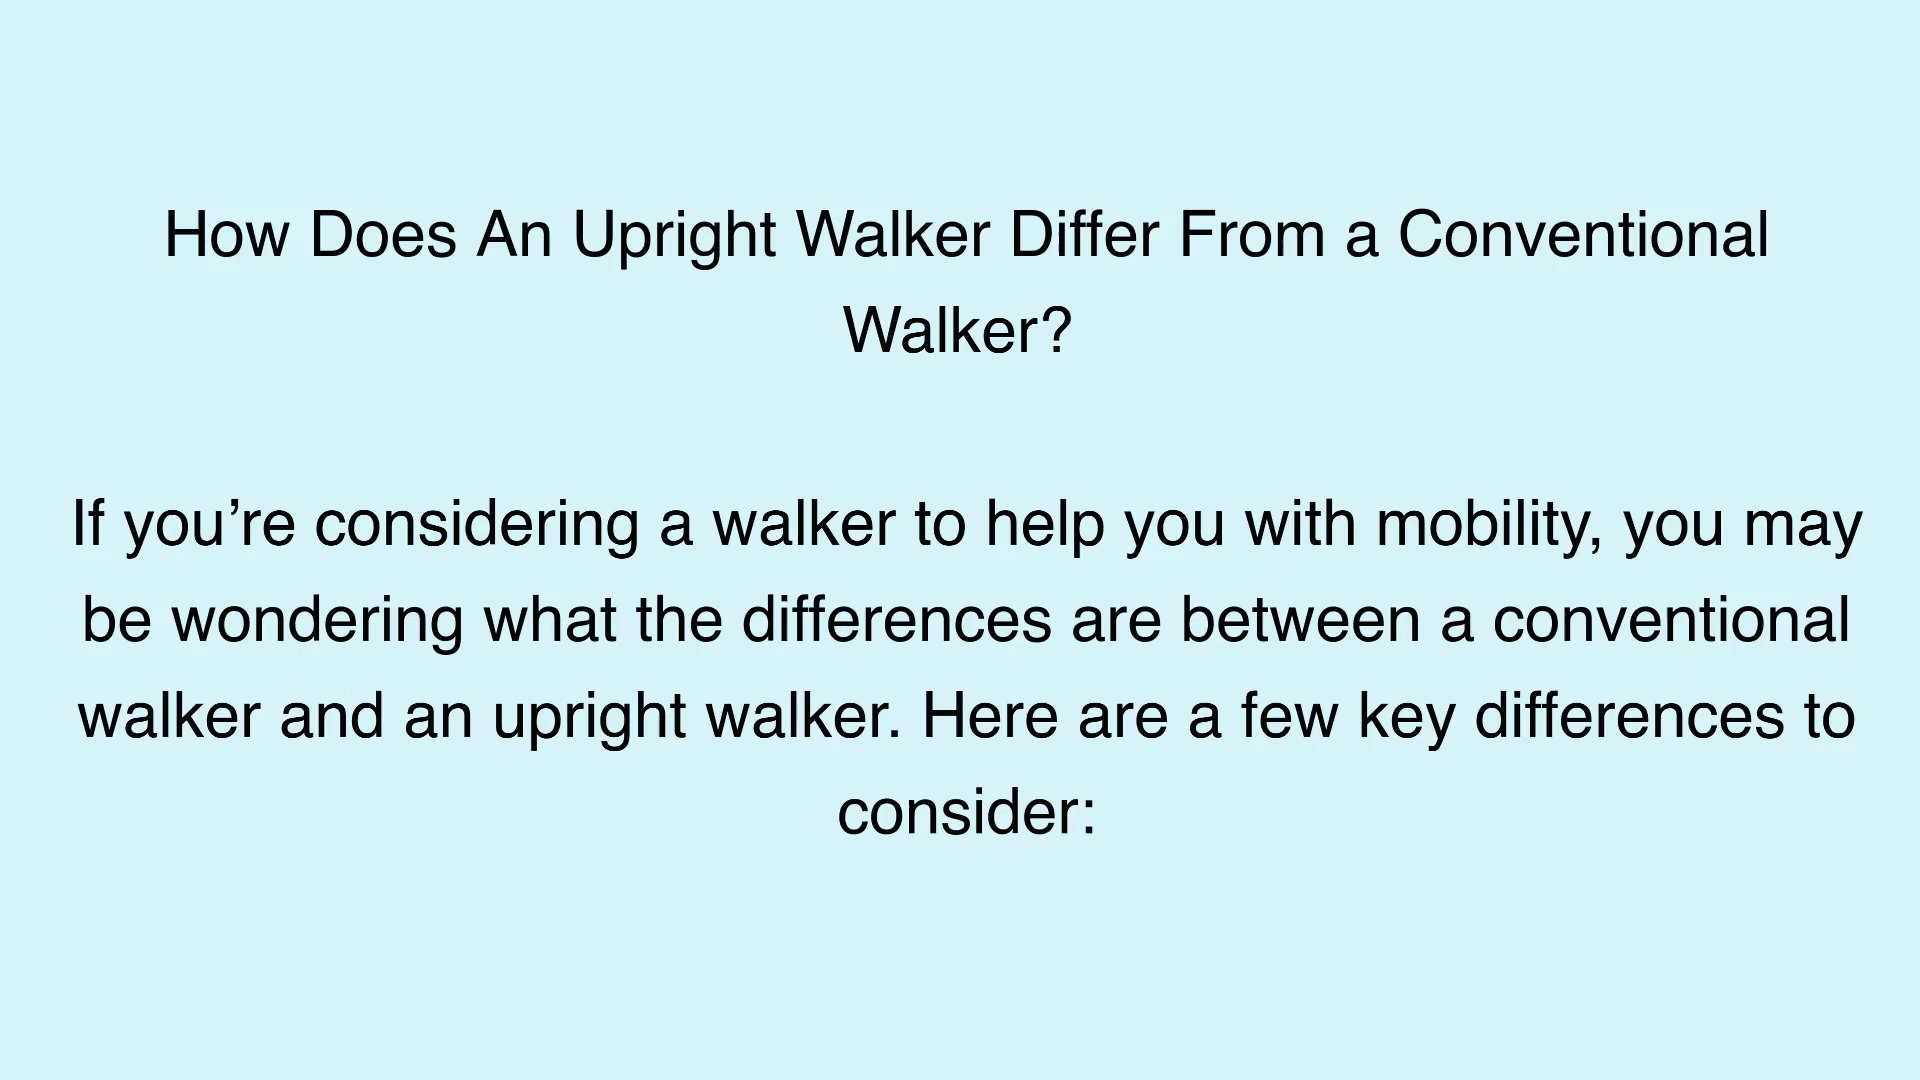 How Does An Upright Walker Differ From a Conventional
Walker?
If you’re considering a walker to help you with mobility, you may
be wondering what the differences are between a conventional
walker and an upright walker. Here are a few key differences to
consider: